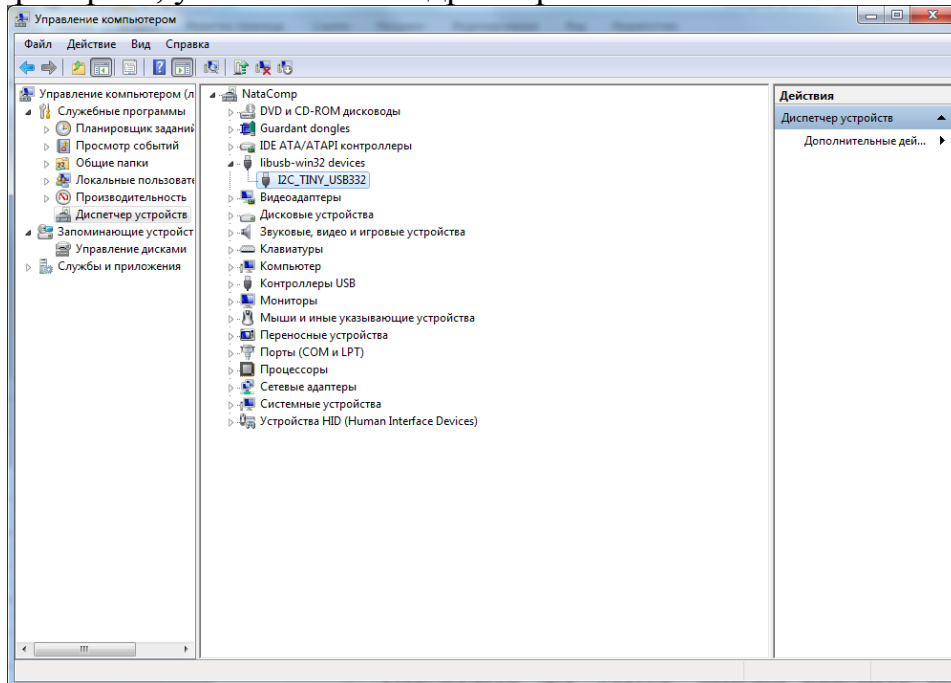 Управление компьютером
Файл Действие Вид Справка
Управление компьютером (л
Служебные программы
Планировщик заданий
Просмотр событий
Общие папки
Локальные пользовате
Производительность
Диспетчер устройств
Запоминающие устройст
Управление дисками
Службы и приложения
NataComp
DVD и CD-ROM дисководы
Guardant dongles
IDE ATA/ATAPI контроллеры
libusb-win32 devices
I2C_TINY_USB332
Видеоадаптеры
Дисковые устройства
Звуковые, видео и игровые устройства
Клавиатуры
Компьютер
Контроллеры USB
Мониторы
Мыши и иные указывающие устройства
Переносные устройства
Порты (COM и LPT)
Процессоры
Сетевые адаптеры
Системные устройства
Устройства HID (Human Interface Devices)
Действия
Диспетчер устройств
Дополнительные дей...